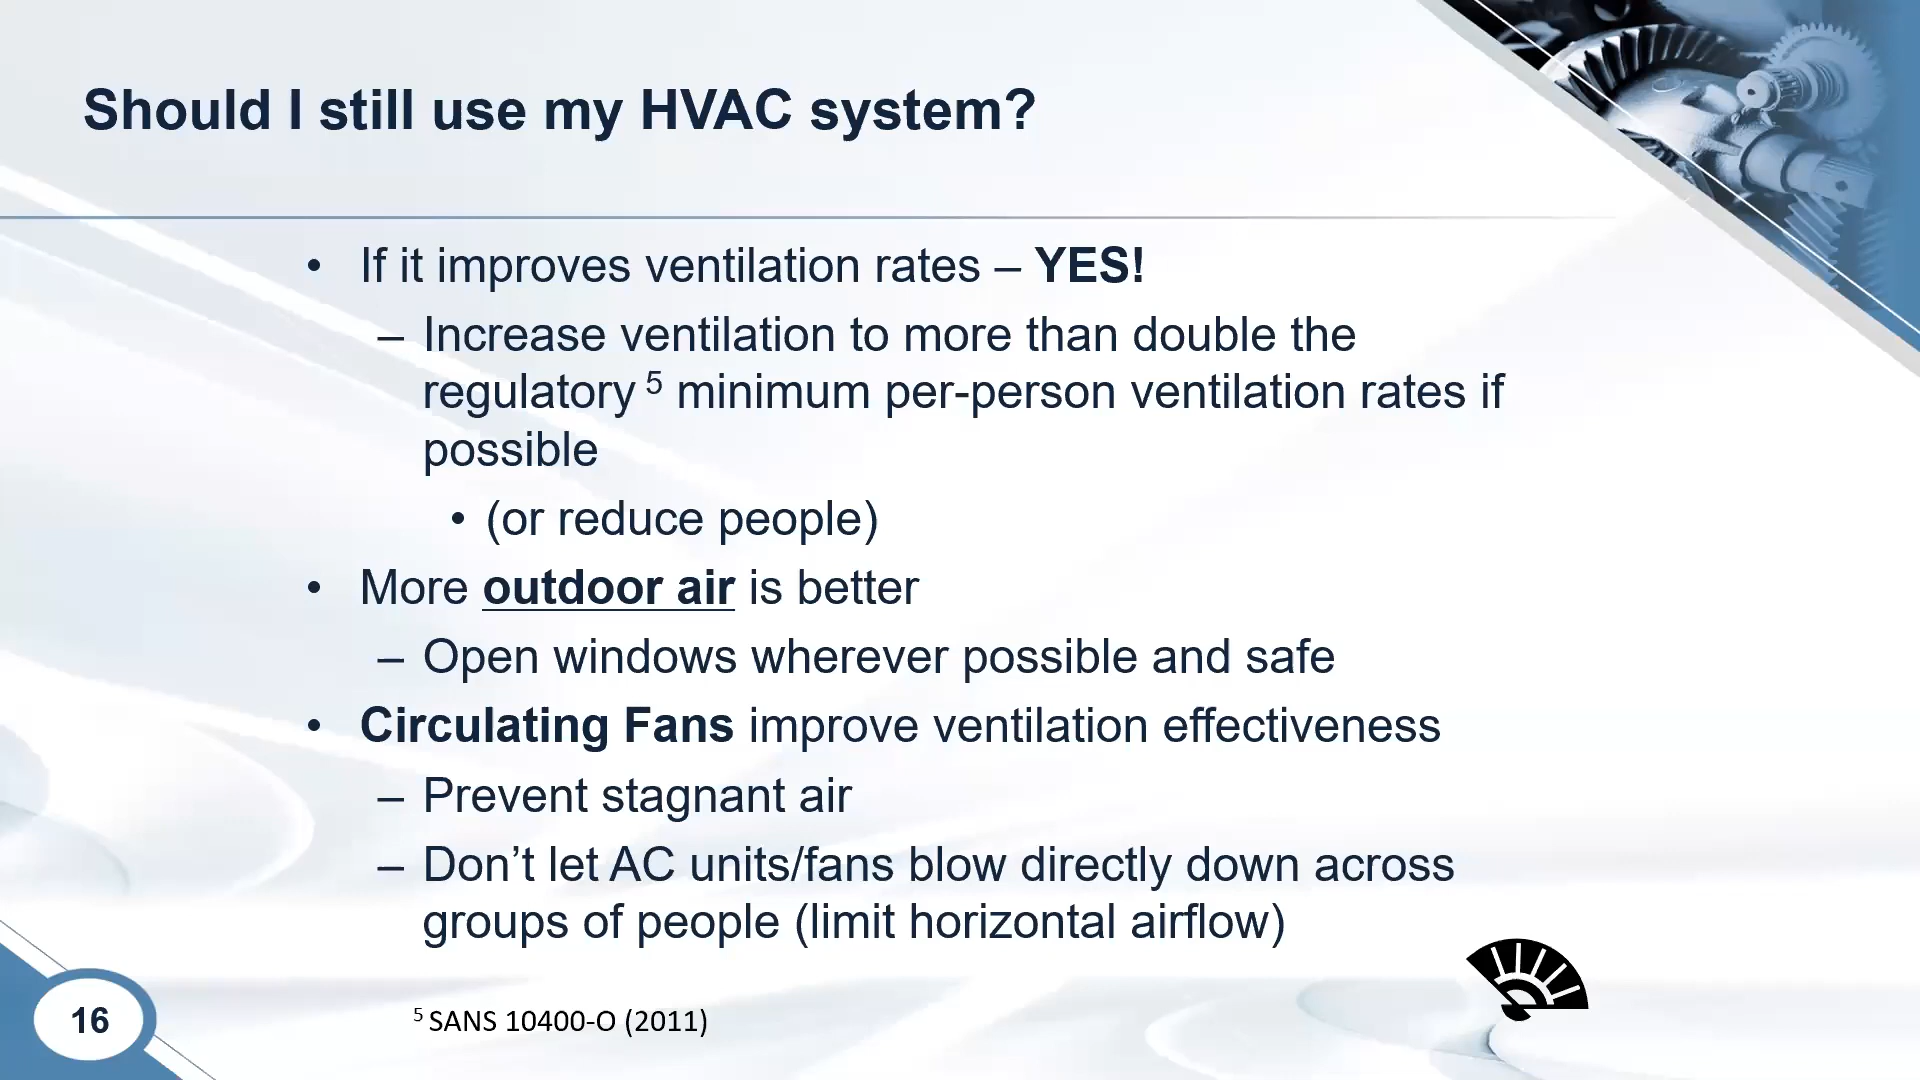 Should I still use my HVAC system?
• If it improves ventilation rates – YES!
– Increase ventilation to more than double the
regulatory ⁵ minimum per-person ventilation rates if
possible
• (or reduce people)
• More outdoor air is better
– Open windows wherever possible and safe
• Circulating Fans improve ventilation effectiveness
– Prevent stagnant air
– Don’t let AC units/fans blow directly down across
groups of people (limit horizontal airflow)
16
⁵ SANS 10400-O (2011)